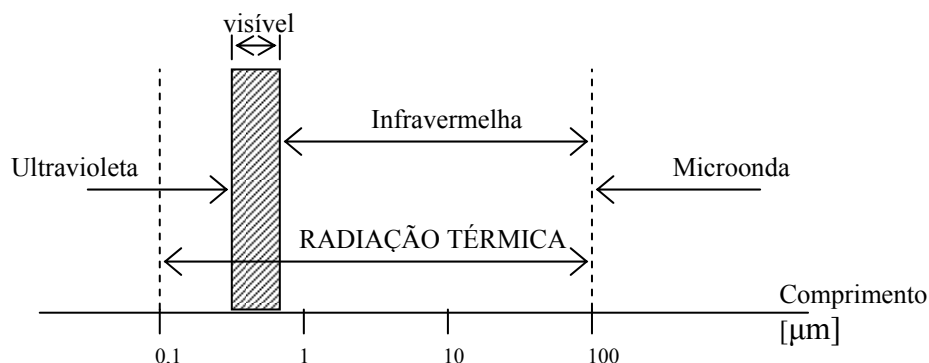 visível
Infravermelha
Ultravioleta
Microonda
RADIAÇÃO TÉRMICA
Comprimento
[μm]
0,1
1
10
100